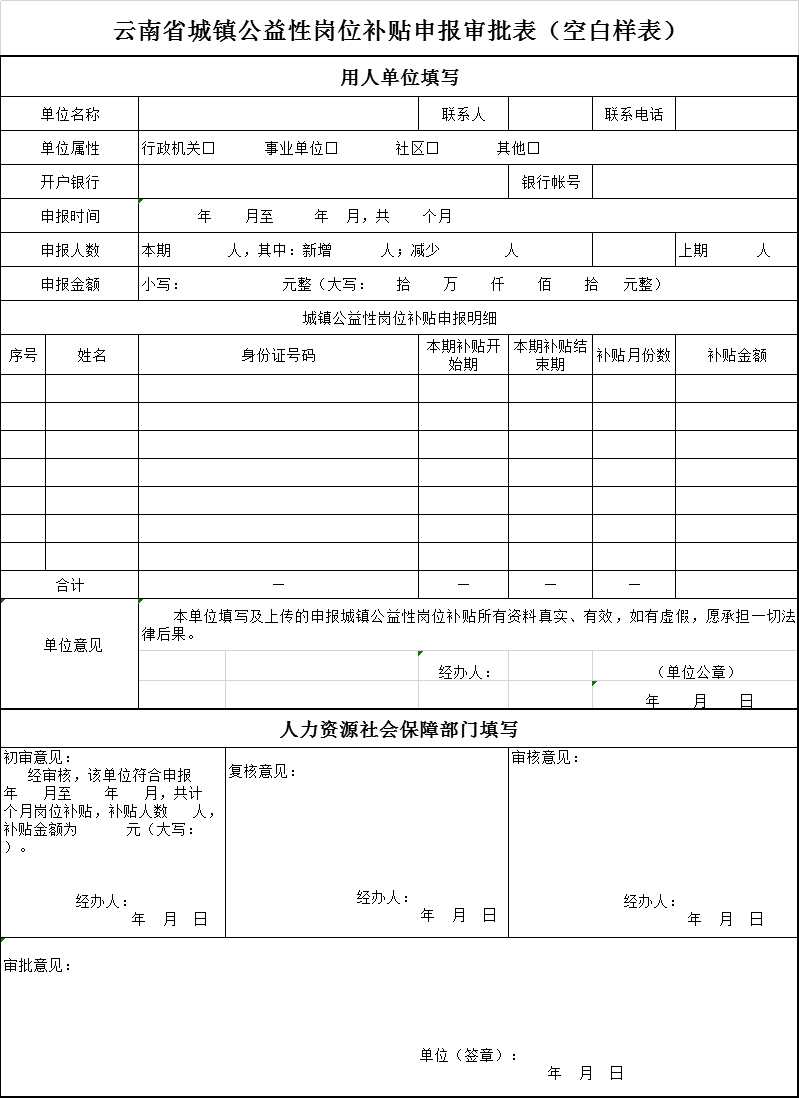 云南省城镇公益性岗位补贴申报审批表（空白样表）
用人单位填写
单位名称 联系人 联系电话
单位属性 行政机关□ 事业单位□ 社区□ 其他□
开户银行 银行帐号
申报时间 年 月至 年 月，共 个月
申报人数 本期 人，其中：新增 人；减少 人 上期 人
申报金额 小写： 元整（大写： 拾 万 仟 佰 拾 元整）
城镇公益性岗位补贴申报明细
序号 姓名 身份证号码 本期补贴开始期 本期补贴结束期 补贴月份数 补贴金额
合计 — — — —
单位意见
本单位填写及上传的申报城镇公益性岗位补贴所有资料真实、有效，如有虚假，愿承担一切法
律后果。
经办人： （单位公章）
年 月 日
人力资源社会保障部门填写
初审意见：
经审核，该单位符合申报
年 月至 年 月，共计
个月岗位补贴，补贴人数 人，
补贴金额为 元（大写：
）。
经办人：
年 月 日
复核意见：
经办人：
年 月 日
审核意见：
经办人：
年 月 日
审批意见：
单位（签章）：
年 月 日